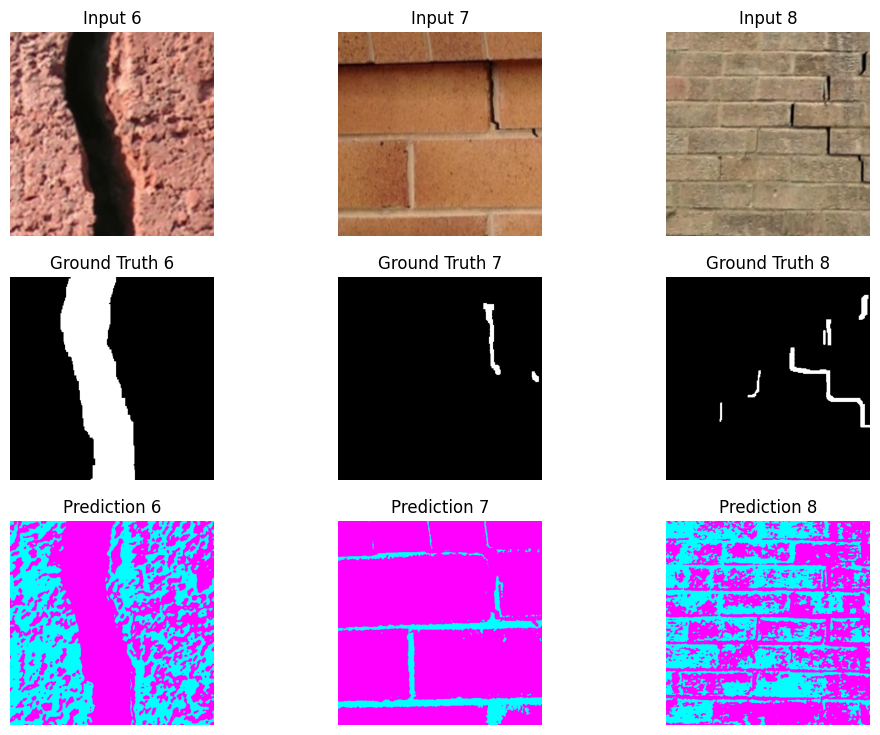 Input 6
Input 7
Input 8
Ground Truth 6
Ground Truth 7
Ground Truth 8
Prediction 6
Prediction 7
Prediction 8